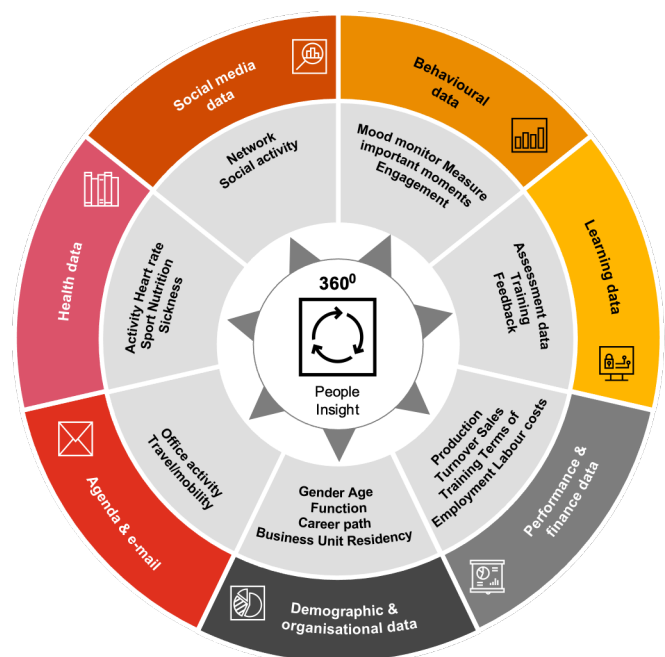 Social media
data
Network
Social activity
Behavioural
data
Mood monitor Measure
important moments
Engagement
Learning data
Assessment data
Training
Feedback
Performance &
finance data
Production
Turnover Sales
Training Terms of
Employment Labour costs
Demographic &
organisational data
Gender Age
Function
Career path
Business Unit Residency
Agenda & e-mail
Office activity
Travel/mobility
Health data
Activity Heart rate
Sport Nutrition
Sickness
360⁰
People
Insight